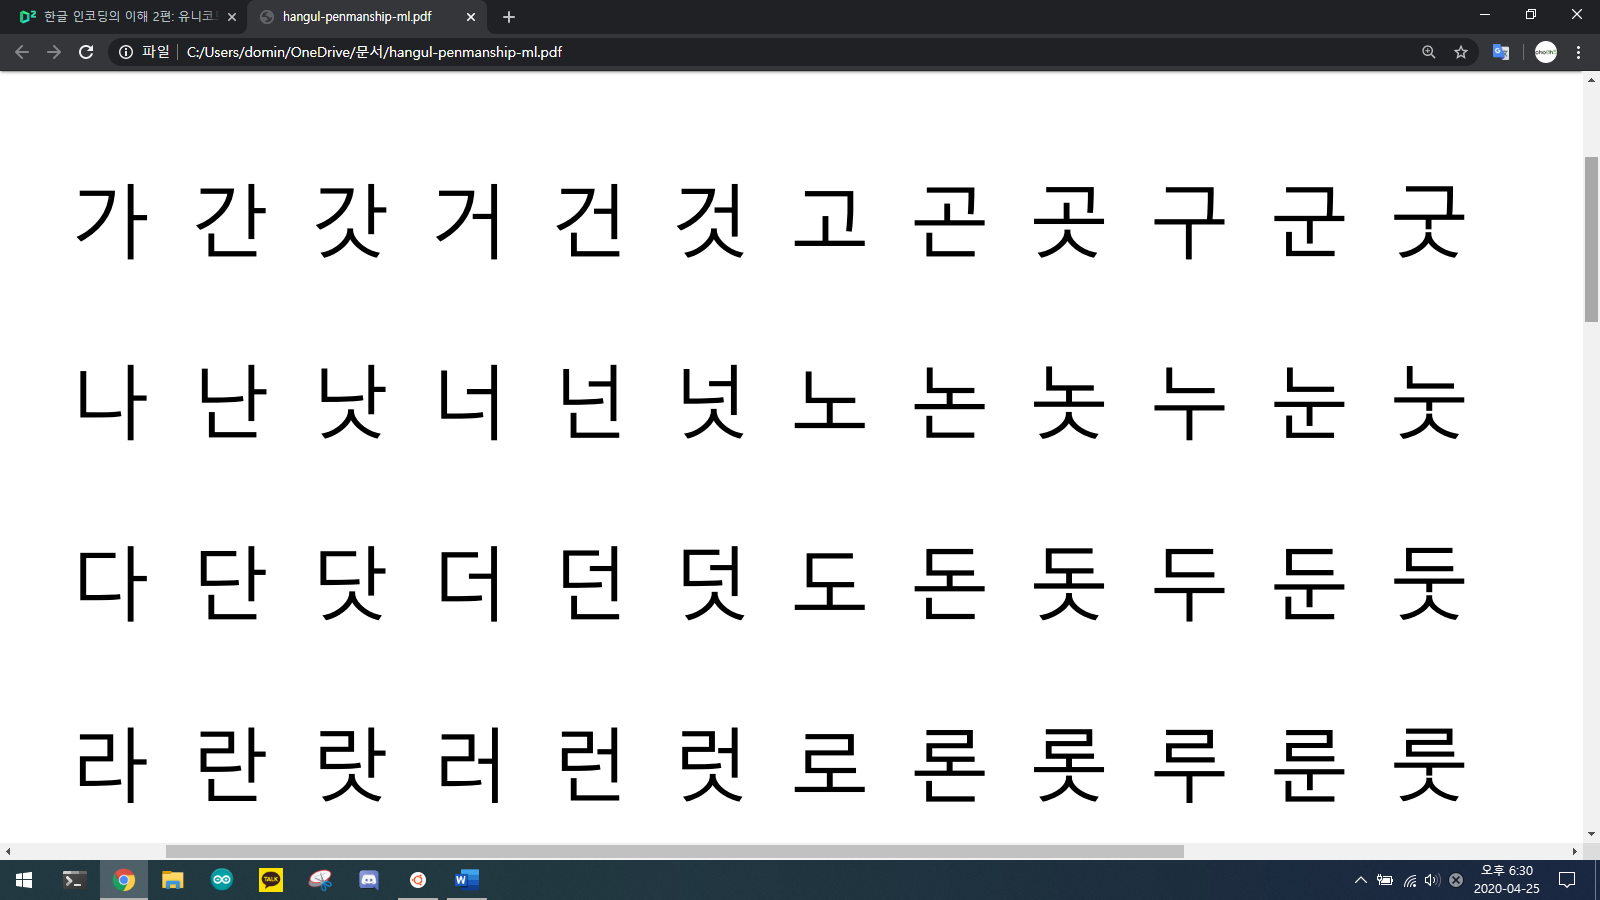 한글 인코딩의 이해 2편: 유니코드
hangul-penmanship-ml.pdf
파일 C:/Users/domin/OneDrive/문서/hangul-penmanship-ml.pdf
가 간 갓 거 건 것 고 곤 곳 구 군 굿
나 난 낫 너 넌 넛 노 논 놋 누 눈 눗
다 단 닷 더 던 덧 도 돈 돗 두 둔 둣
라 란 랏 러 런 럿 로 론 롯 루 룬 룻
TALK
오후 6:30
2020-04-25